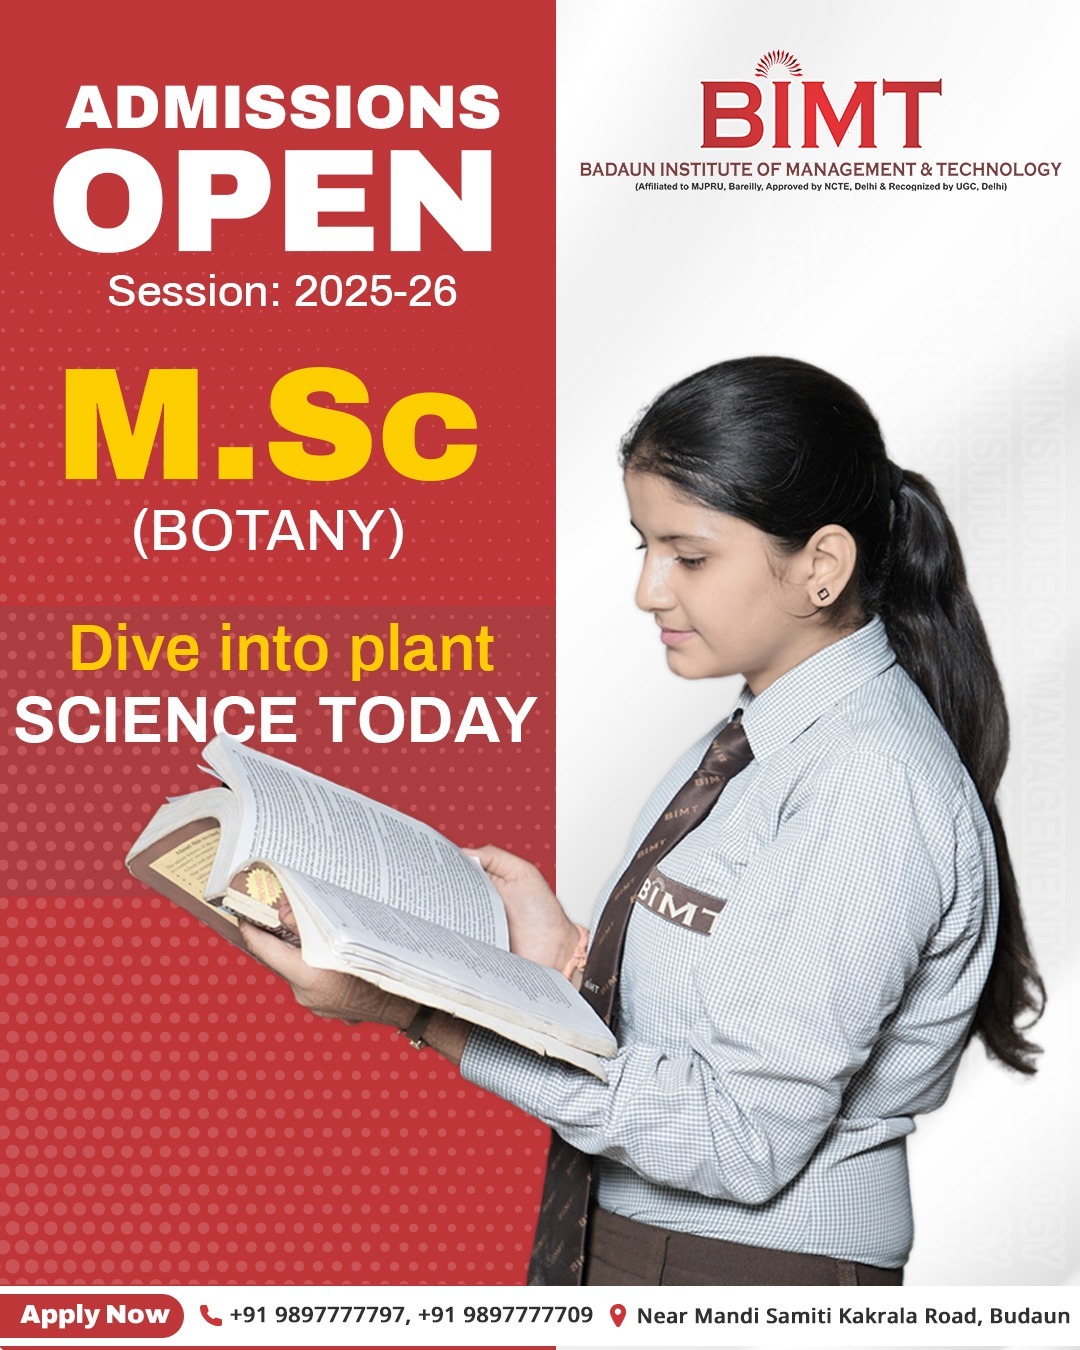 ADMISSIONS
OPEN
Session: 2025-26
M.Sc
(BOTANY)
Dive into plant
SCIENCE TODAY
BIMT
BADAUN INSTITUTE OF MANAGEMENT & TECHNOLOGY
(Affiliated to MJPRU, Bareilly, Approved by NCTE, Delhi & Recognized by UGC, Delhi)
BIMT
BIMT
BIMT
Apply Now
+91 9897777797, +91 9897777709
Near Mandi Samiti Kakrala Road, Budaun